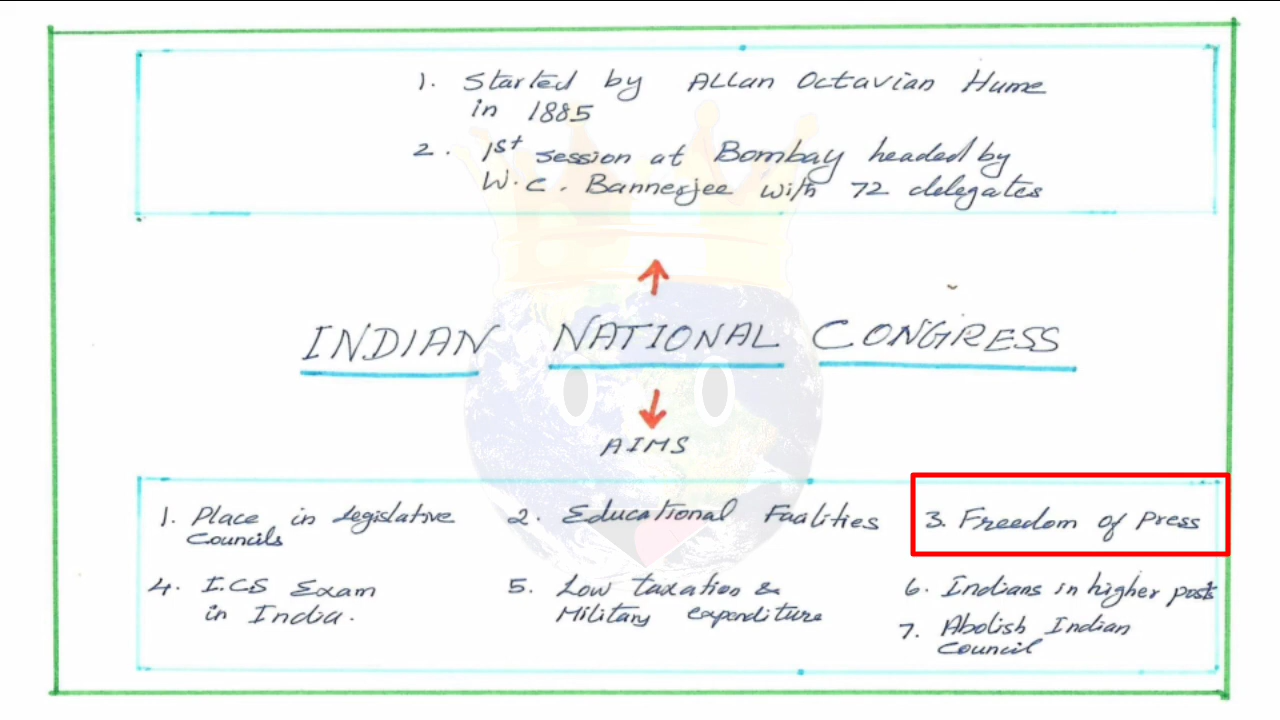 1. Started by Allan Octavian Hume
in 1885
2. 1st session at Bombay headed by
W.C. Bannerjee with 72 delegates
INDIAN NATIONAL CONGRESS
AIMS
1. Place in legislative
Councils
2. Educational Facilities
3. Freedom of Press
4. I.CS Exam
in India.
5. Low taxation &
Military expenditure
6. Indians in higher posts
7. Abolish Indian
Council